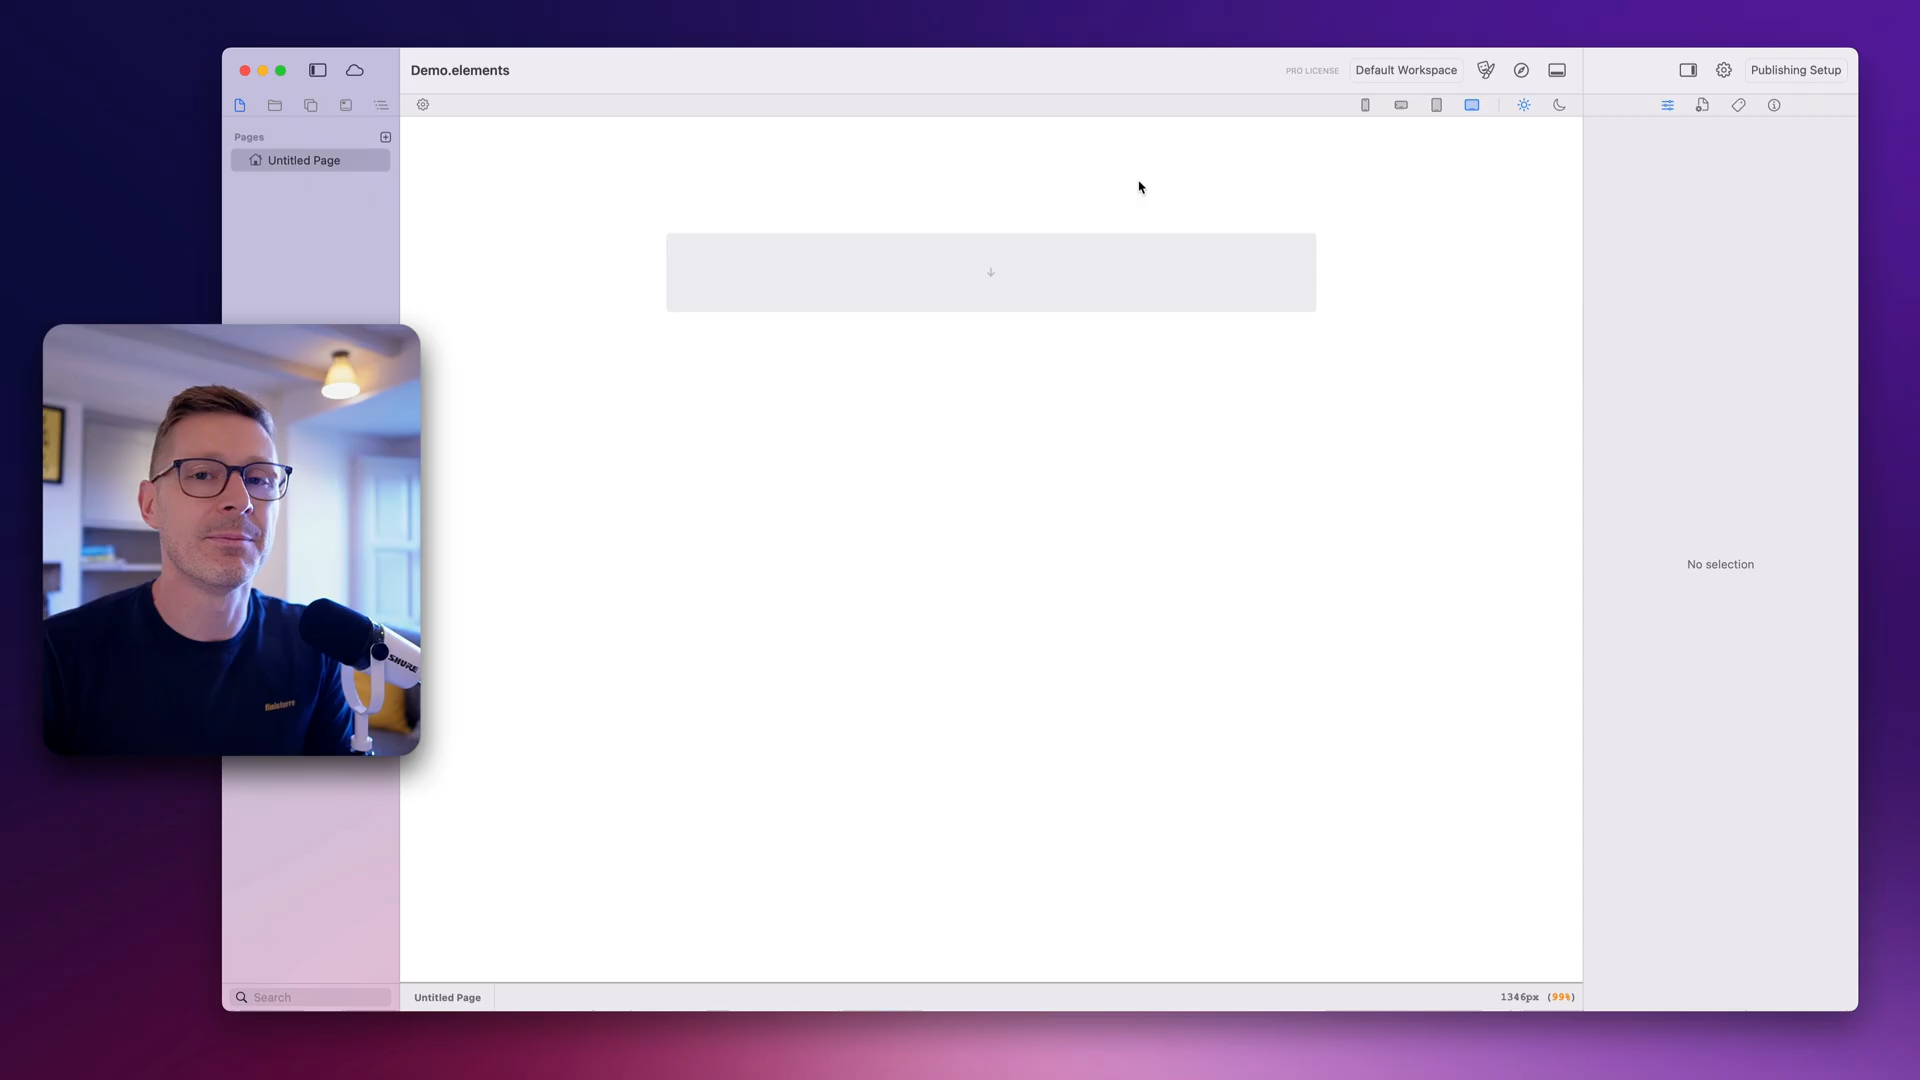 Demo.elements
PRO LICENSE
Default Workspace
Publishing Setup
Pages
Untitled Page
No selection
SHURE
finisterre
Search
Untitled Page
1346px (99%)